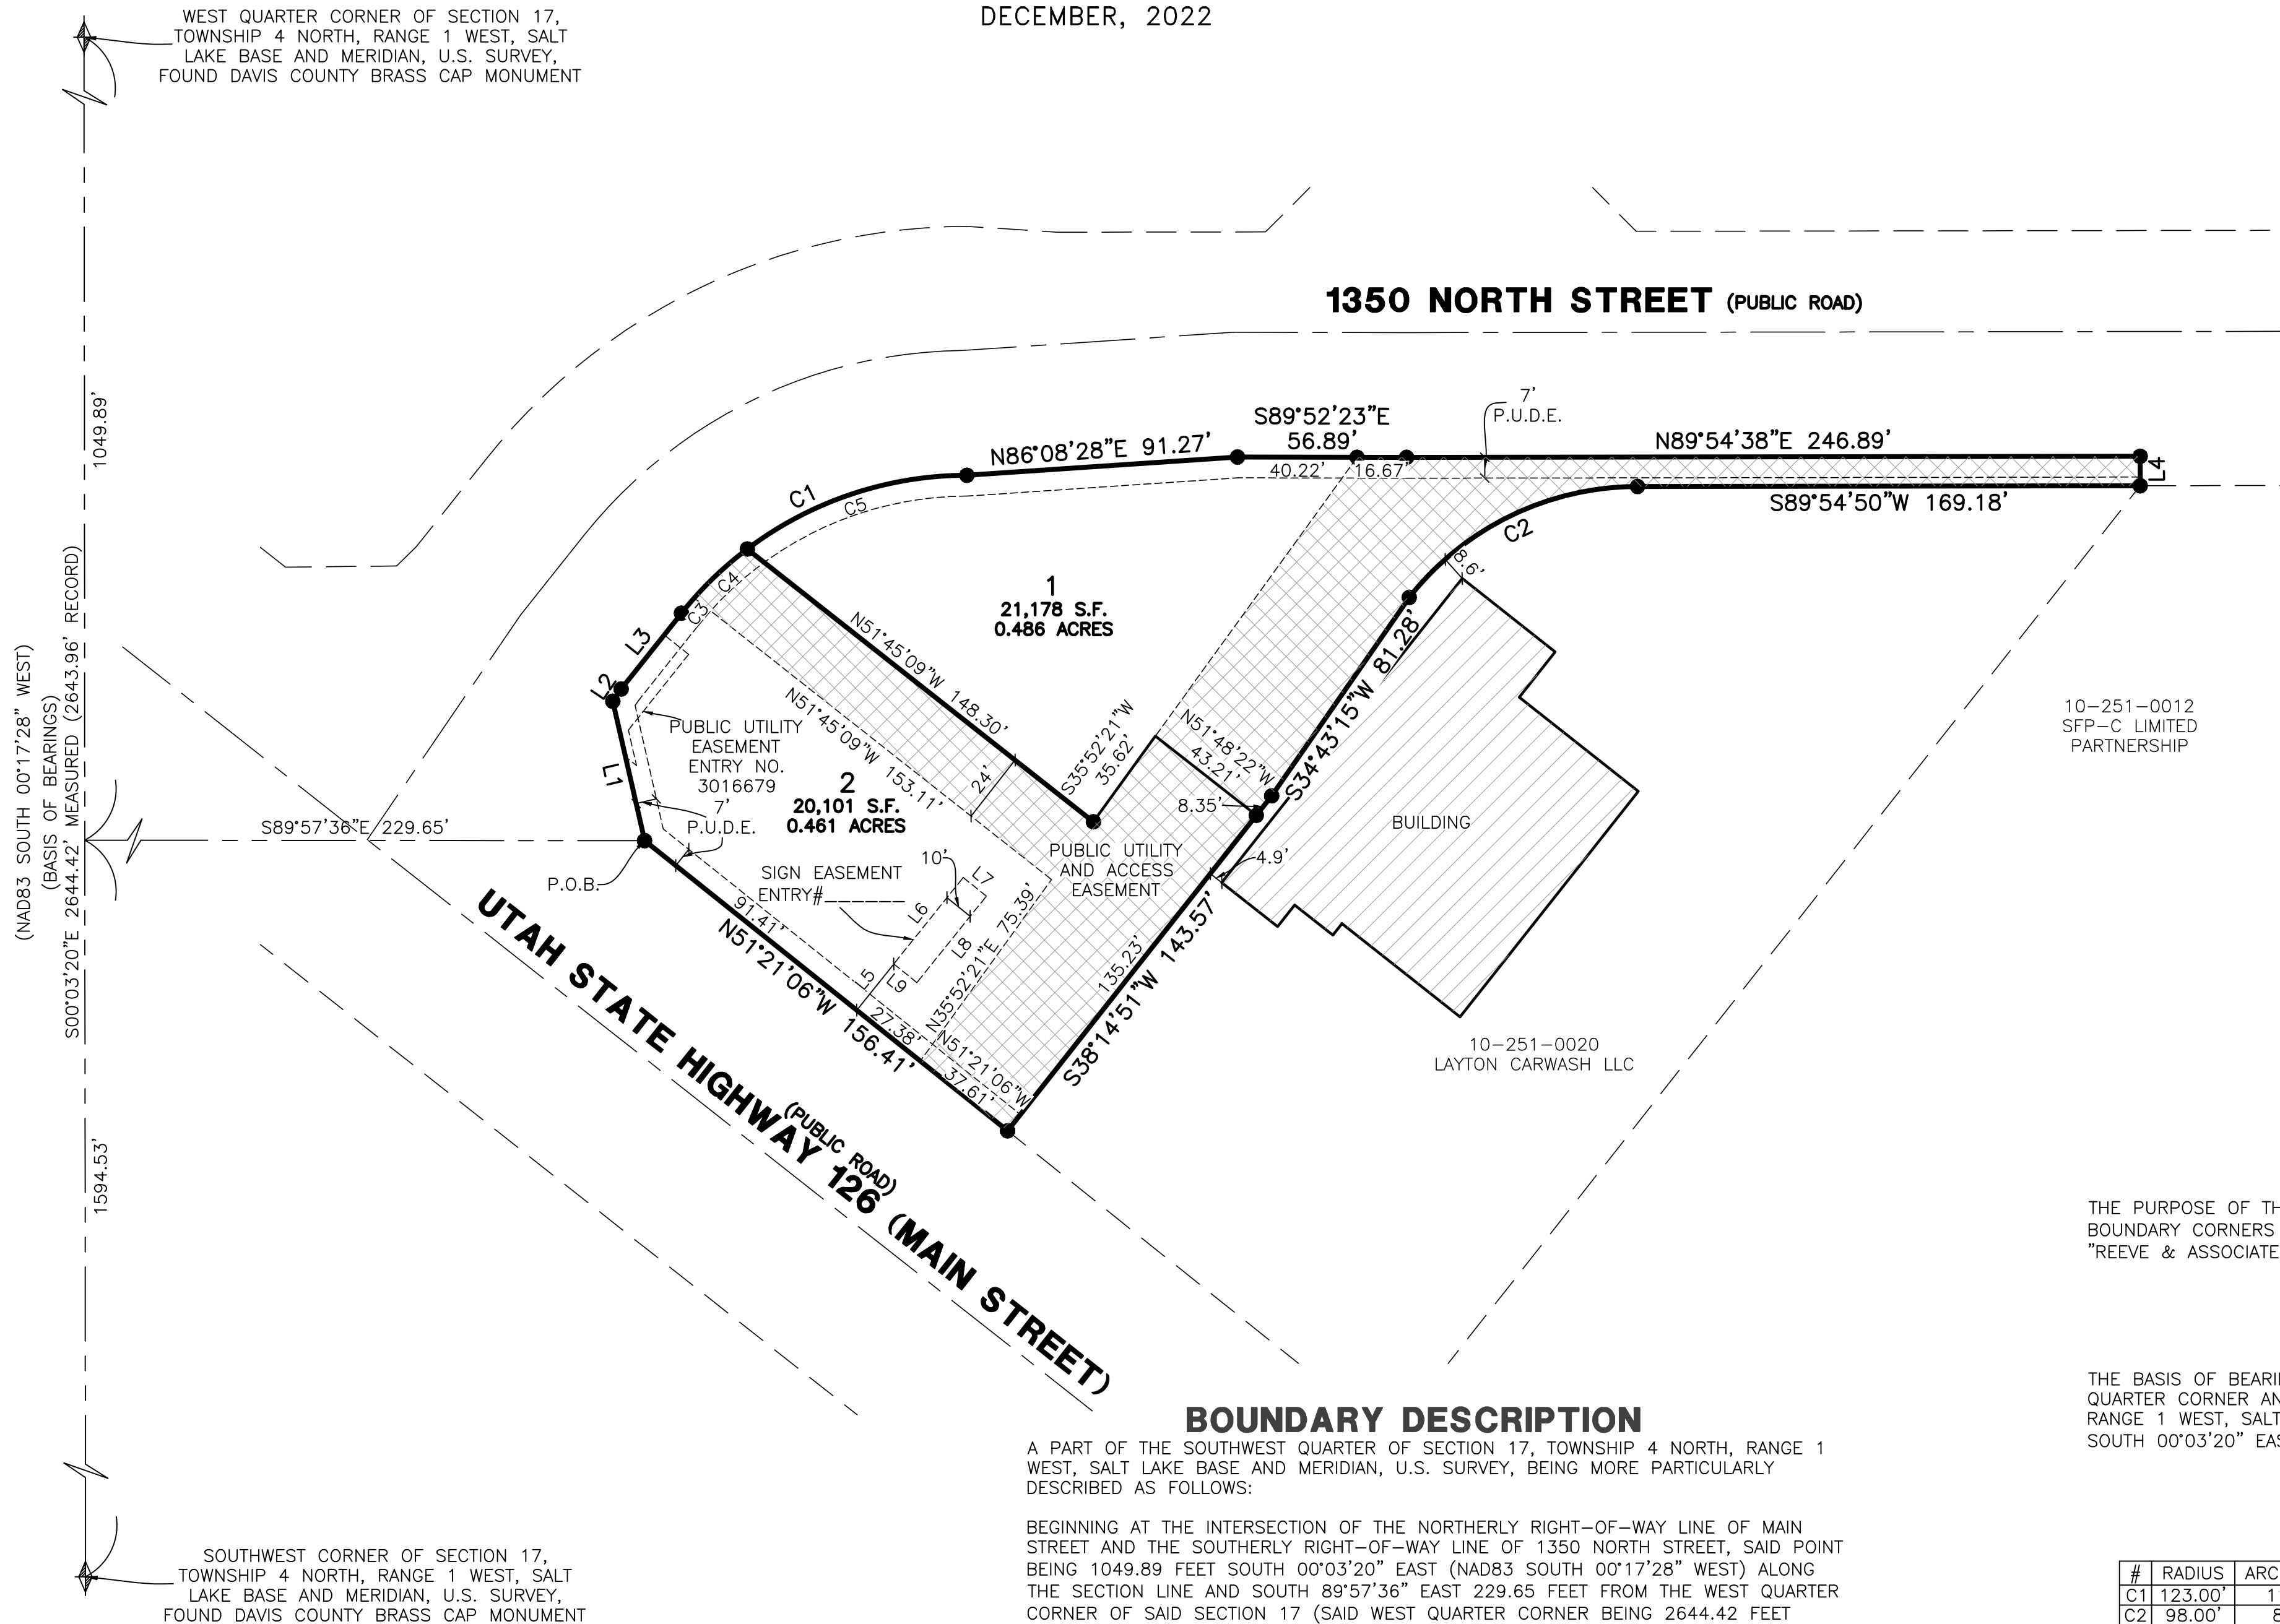 DECEMBER, 2022
WEST QUARTER CORNER OF SECTION 17,
TOWNSHIP 4 NORTH, RANGE 1 WEST, SALT
LAKE BASE AND MERIDIAN, U.S. SURVEY,
FOUND DAVIS COUNTY BRASS CAP MONUMENT
1049.89'
(NAD83 SOUTH 00°17'28" WEST)
(BASIS OF BEARINGS)
S00°03'20"E 2644.42' MEASURED (2643.96' RECORD)
1594.53'
1350 NORTH STREET (PUBLIC ROAD)
7'
P.U.D.E.
S89°52'23"E
56.89'
N86°08'28"E 91.27'
N89°54'38"E 246.89'
40.22'
16.67'
L4
S89°54'50"W 169.18'
C1
C5
C2
8.6'
C4
C3
L3
L2
L1
1
21,178 S.F.
0.486 ACRES
N51°45'09"W 148.30'
N51°45'09"W 153.11'
24'
S35°52'21"W
35.62'
N51°48'22"W
43.21'
8.35'
S34°43'15"W 81.28'
PUBLIC UTILITY
EASEMENT
ENTRY NO.
3016679
7'
P.U.D.E.
2
20,101 S.F.
0.461 ACRES
S89°57'36"E 229.65'
P.O.B.
SIGN EASEMENT
ENTRY#______
10'
L7
L6
L8
L5
L9
PUBLIC UTILITY
AND ACCESS
EASEMENT
4.9'
BUILDING
91.41'
N51°21'06"W 156.41'
27.38'
N35°52'21"E 75.39'
N51°21'06"W
37.61'
135.23'
S38°14'51"W 143.57'
10-251-0012
SFP-C LIMITED
PARTNERSHIP
10-251-0020
LAYTON CARWASH LLC
UTAH STATE HIGHWAY 126 (MAIN STREET)
(PUBLIC ROAD)
THE PURPOSE OF TH
BOUNDARY CORNERS
"REEVE & ASSOCIATE
THE BASIS OF BEARI
QUARTER CORNER AN
RANGE 1 WEST, SALT
SOUTH 00°03'20" EAS
BOUNDARY DESCRIPTION
A PART OF THE SOUTHWEST QUARTER OF SECTION 17, TOWNSHIP 4 NORTH, RANGE 1
WEST, SALT LAKE BASE AND MERIDIAN, U.S. SURVEY, BEING MORE PARTICULARLY
DESCRIBED AS FOLLOWS:
BEGINNING AT THE INTERSECTION OF THE NORTHERLY RIGHT-OF-WAY LINE OF MAIN
STREET AND THE SOUTHERLY RIGHT-OF-WAY LINE OF 1350 NORTH STREET, SAID POINT
BEING 1049.89 FEET SOUTH 00°03'20" EAST (NAD83 SOUTH 00°17'28" WEST) ALONG
THE SECTION LINE AND SOUTH 89°57'36" EAST 229.65 FEET FROM THE WEST QUARTER
CORNER OF SAID SECTION 17 (SAID WEST QUARTER CORNER BEING 2644.42 FEET
SOUTHWEST CORNER OF SECTION 17,
TOWNSHIP 4 NORTH, RANGE 1 WEST, SALT
LAKE BASE AND MERIDIAN, U.S. SURVEY,
FOUND DAVIS COUNTY BRASS CAP MONUMENT
# RADIUS ARC
C1 123.00' 1
C2 98.00' 8